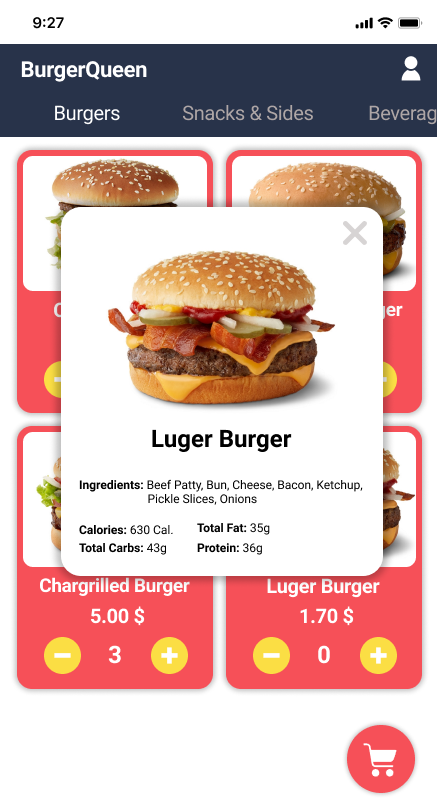 9:27
BurgerQueen
Burgers Snacks & Sides Beverag
Luger Burger
Ingredients: Beef Patty, Bun, Cheese, Bacon, Ketchup,
Pickle Slices, Onions
Calories: 630 Cal. Total Fat: 35g
Total Carbs: 43g Protein: 36g
Chargrilled Burger Luger Burger
5.00 $ 1.70 $
3 0